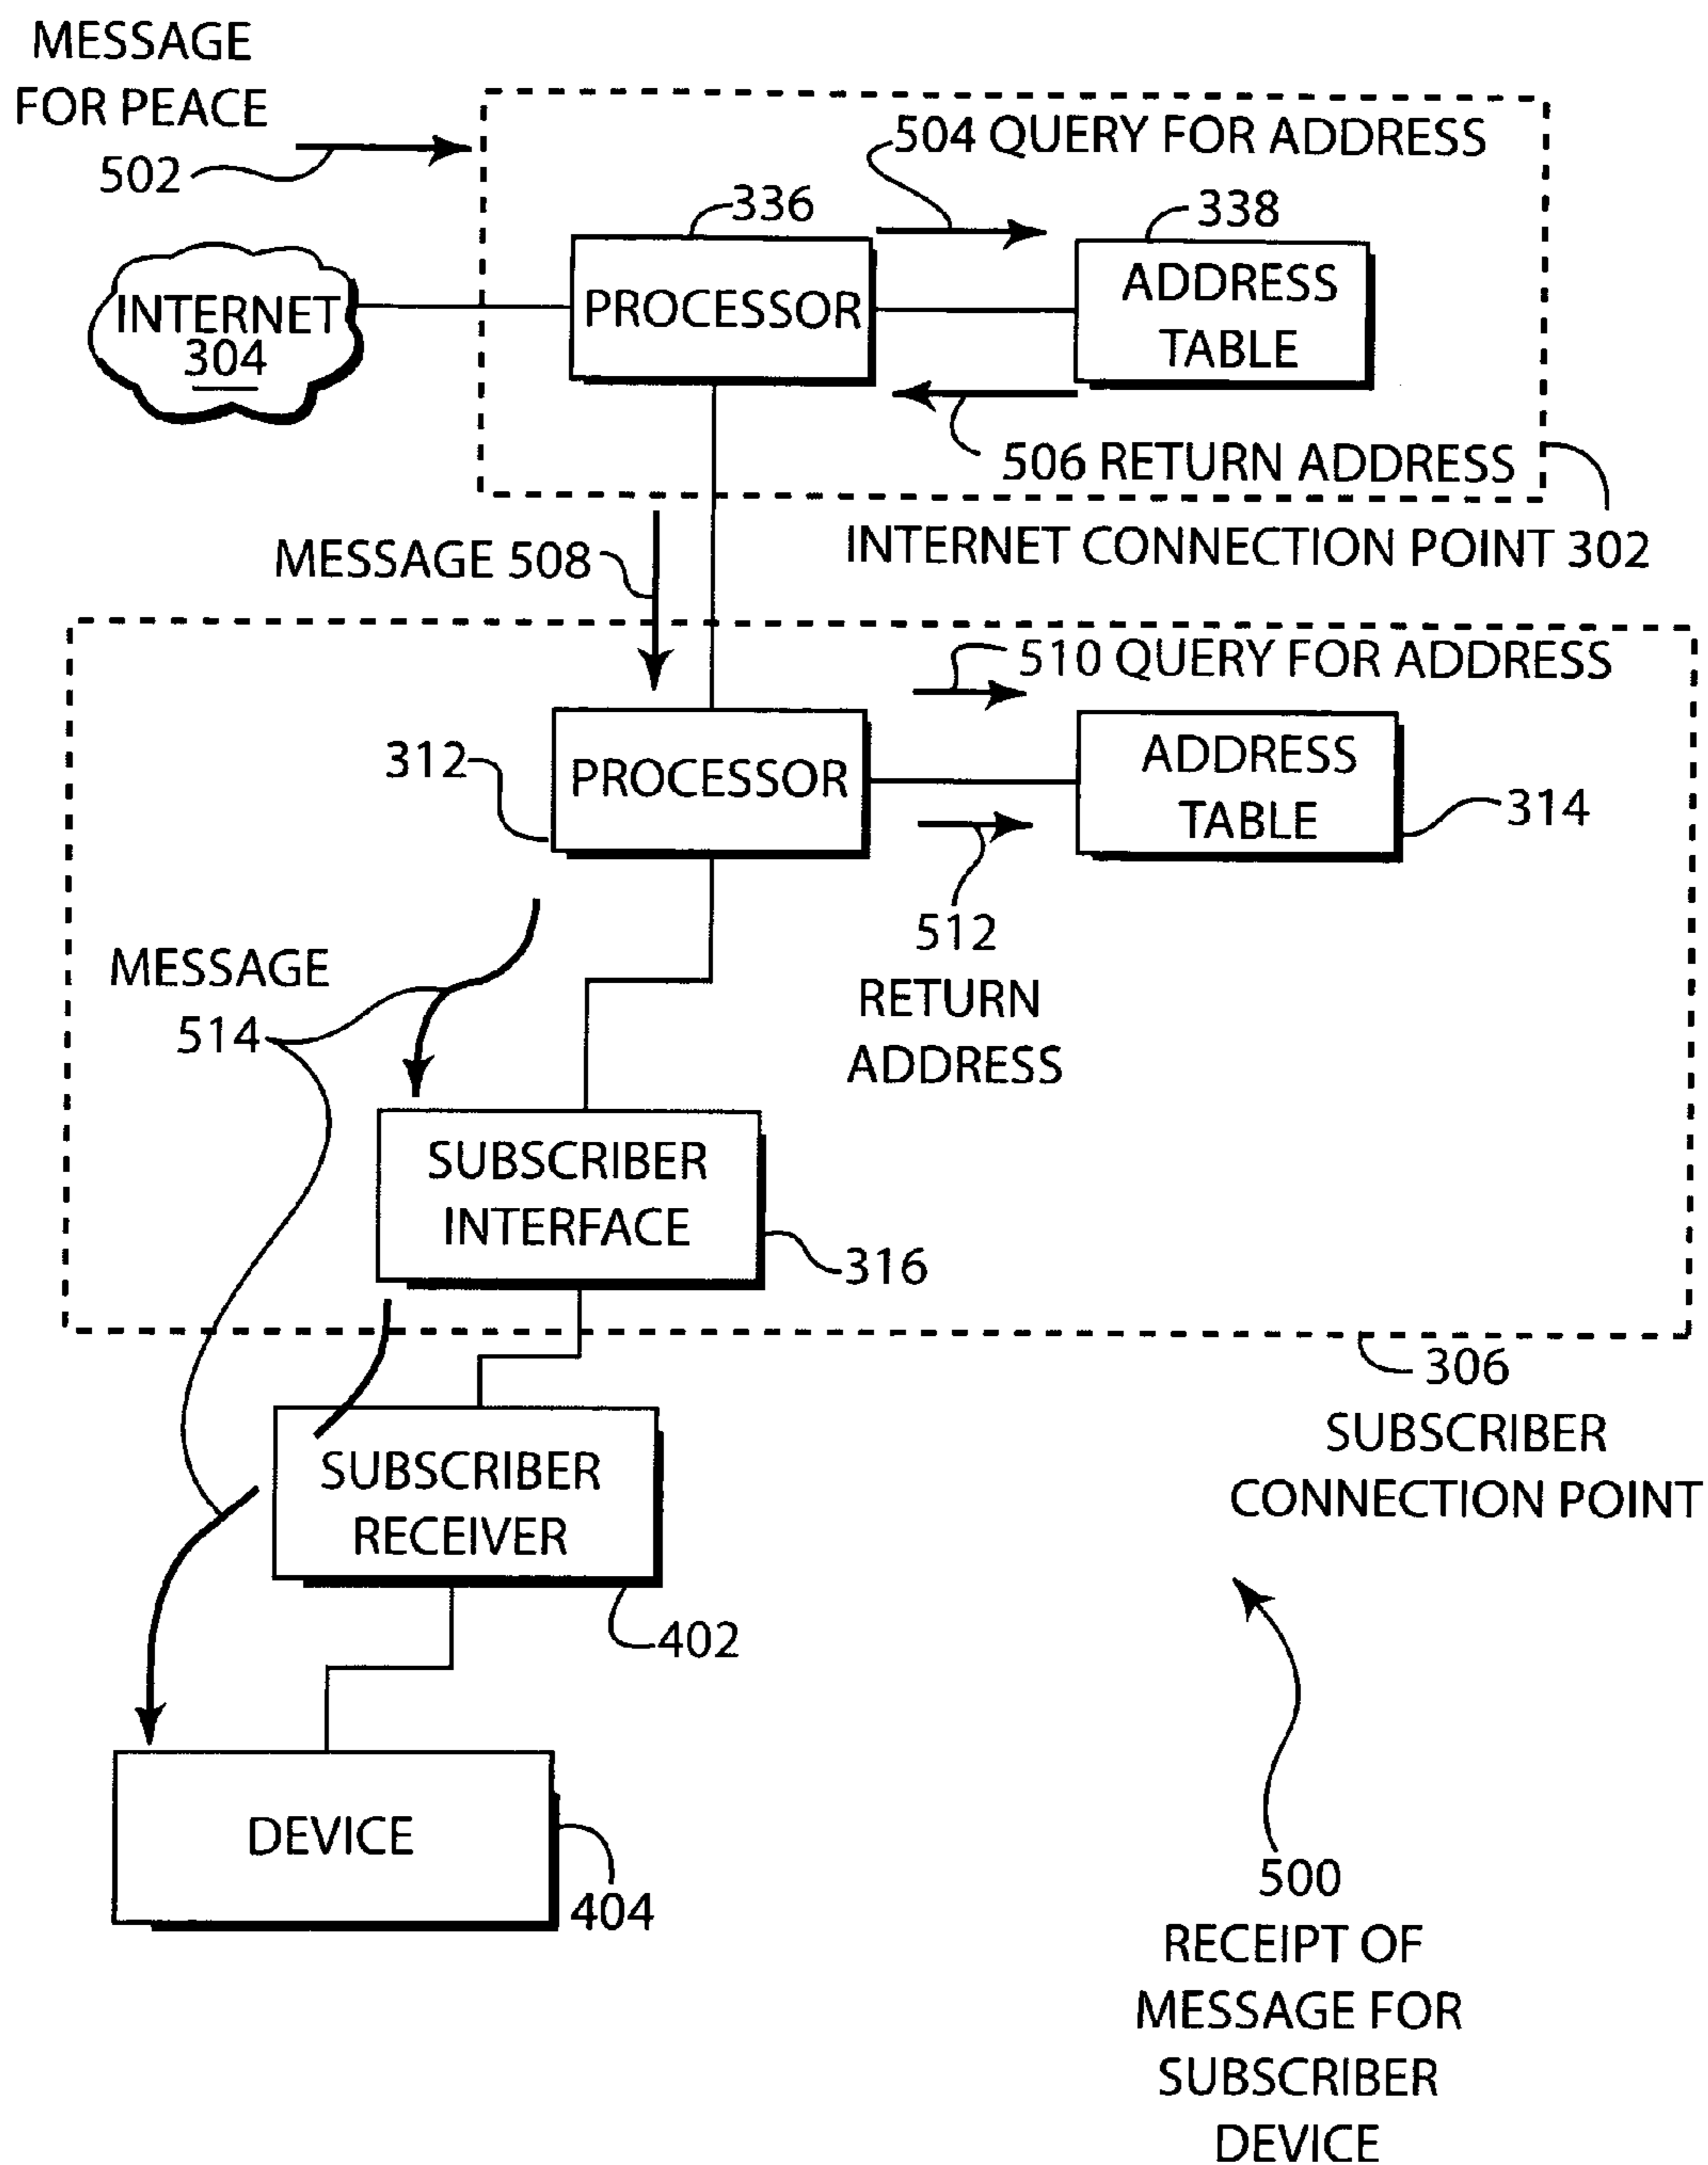 MESSAGE
FOR PEACE
502
504 QUERY FOR ADDRESS
336
338
INTERNET
304
PROCESSOR
ADDRESS
TABLE
506 RETURN ADDRESS
INTERNET CONNECTION POINT 302
MESSAGE 508
510 QUERY FOR ADDRESS
312
PROCESSOR
ADDRESS
TABLE
314
512
RETURN
ADDRESS
MESSAGE
514
SUBSCRIBER
INTERFACE
316
306
SUBSCRIBER
CONNECTION POINT
SUBSCRIBER
RECEIVER
402
DEVICE
404
500
RECEIPT OF
MESSAGE FOR
SUBSCRIBER
DEVICE